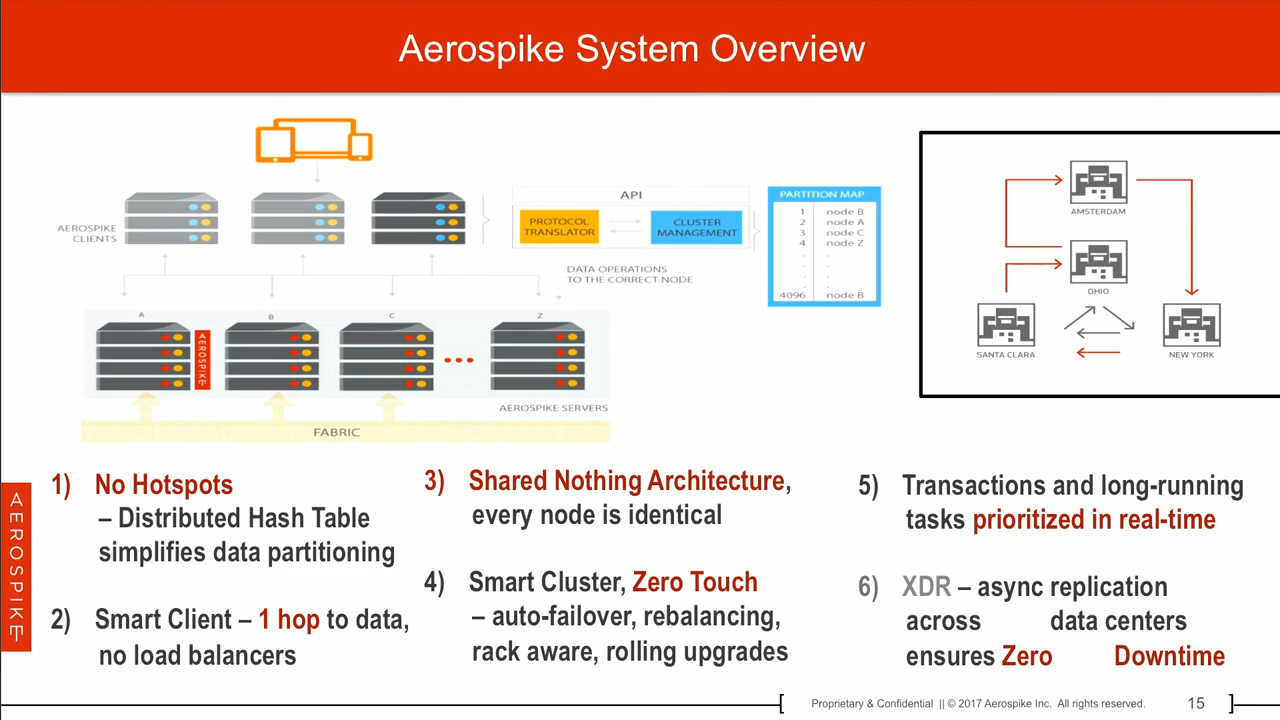 Aerospike System Overview
AEROSPIKE
CLIENTS
API
PROTOCOL
TRANSLATOR
CLUSTER
MANAGEMENT
PARTITION MAP
1 node B
2 node A
3 node C
4 node Z
4096 node B
DATA OPERATIONS
TO THE CORRECT NODE
A
B
C
Z
AEROSPIKE
AEROSPIKE SERVERS
FABRIC
AMSTERDAM
OHIO
SANTA CLARA
NEW YORK
1) No Hotspots
– Distributed Hash Table
simplifies data partitioning
2) Smart Client – 1 hop to data,
no load balancers
3) Shared Nothing Architecture,
every node is identical
4) Smart Cluster, Zero Touch
– auto-failover, rebalancing,
rack aware, rolling upgrades
5) Transactions and long-running
tasks prioritized in real-time
6) XDR – async replication
across data centers
ensures Zero Downtime
AEROSPIKE
Proprietary & Confidential || © 2017 Aerospike Inc. All rights reserved.
15